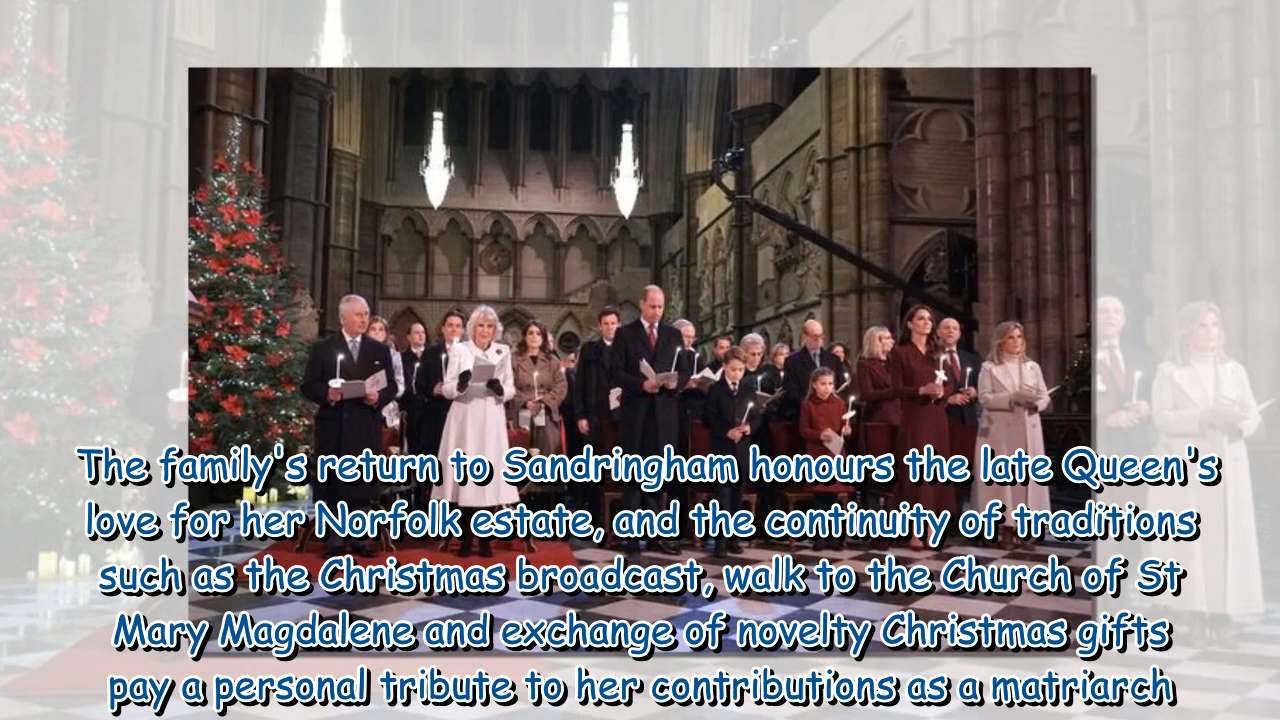 The family's return to Sandringham honours the late Queen's
love for her Norfolk estate, and the continuity of traditions
such as the Christmas broadcast, walk to the Church of St
Mary Magdalene and exchange of novelty Christmas gifts
pay a personal tribute to her contributions as a matriarch